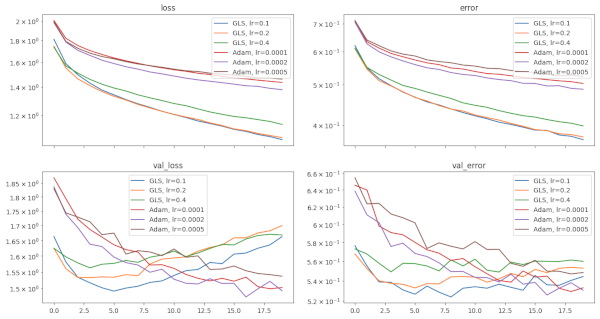 loss
2 × 10⁰
1.8 × 10⁰
1.6 × 10⁰
1.4 × 10⁰
1.2 × 10⁰
GLS, lr=0.1
GLS, lr=0.2
GLS, lr=0.4
Adam, lr=0.0001
Adam, lr=0.0002
Adam, lr=0.0005
error
7 × 10⁻¹
6 × 10⁻¹
5 × 10⁻¹
4 × 10⁻¹
GLS, lr=0.1
GLS, lr=0.2
GLS, lr=0.4
Adam, lr=0.0001
Adam, lr=0.0002
Adam, lr=0.0005
val_loss
1.85 × 10⁰
1.8 × 10⁰
1.75 × 10⁰
1.7 × 10⁰
1.65 × 10⁰
1.6 × 10⁰
1.55 × 10⁰
1.5 × 10⁰
GLS, lr=0.1
GLS, lr=0.2
GLS, lr=0.4
Adam, lr=0.0001
Adam, lr=0.0002
Adam, lr=0.0005
0.0 2.5 5.0 7.5 10.0 12.5 15.0 17.5
val_error
6.6 × 10⁻¹
6.4 × 10⁻¹
6.2 × 10⁻¹
6 × 10⁻¹
5.8 × 10⁻¹
5.6 × 10⁻¹
5.4 × 10⁻¹
5.2 × 10⁻¹
GLS, lr=0.1
GLS, lr=0.2
GLS, lr=0.4
Adam, lr=0.0001
Adam, lr=0.0002
Adam, lr=0.0005
0.0 2.5 5.0 7.5 10.0 12.5 15.0 17.5